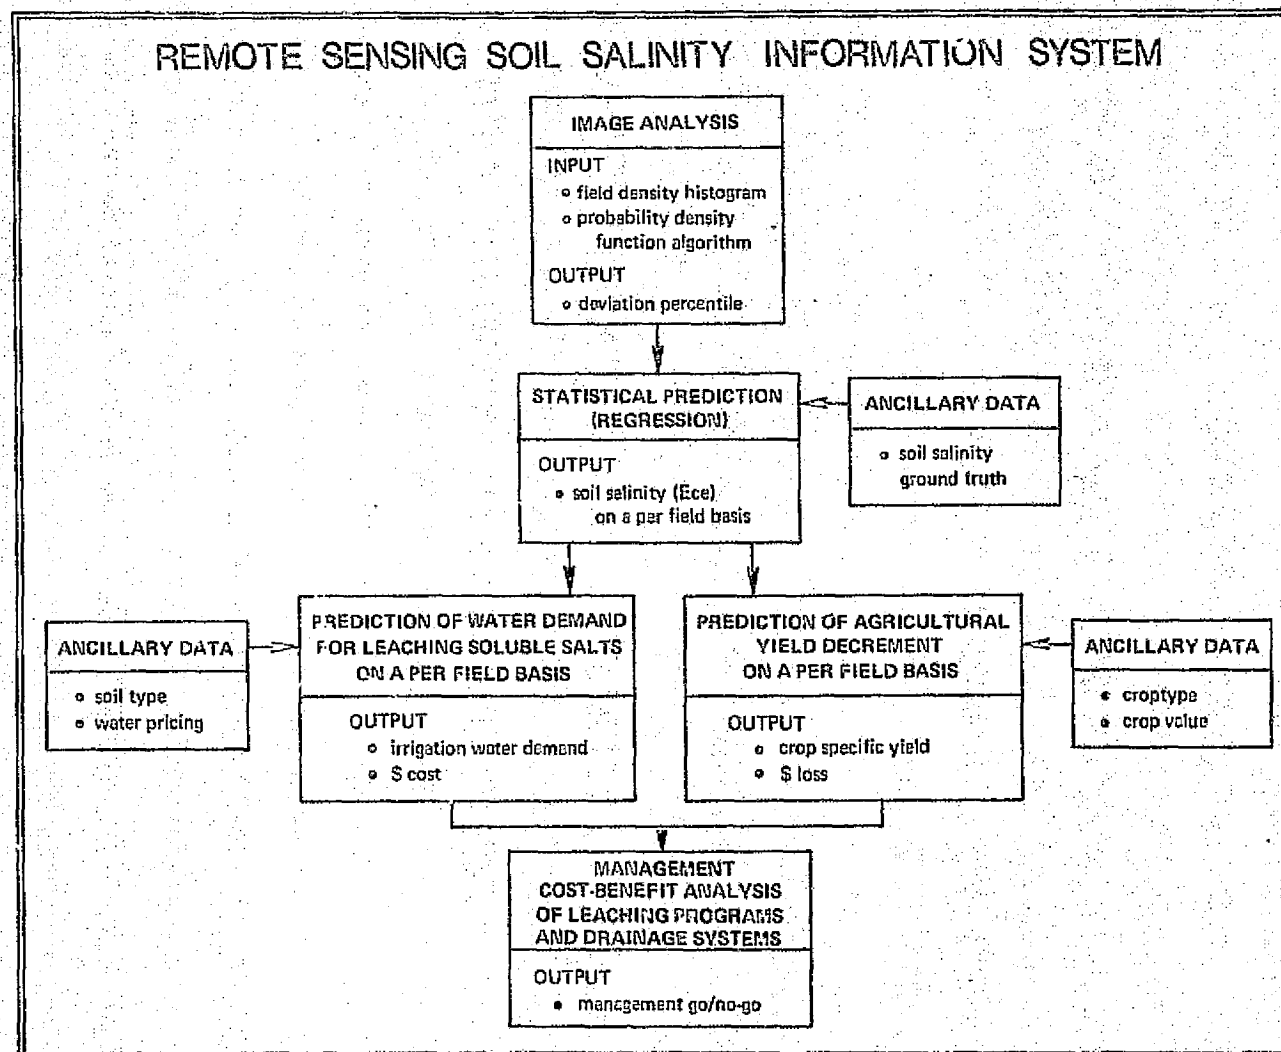 REMOTE SENSING SOIL SALINITY INFORMATION SYSTEM
IMAGE ANALYSIS
INPUT
o field density histogram
o probability density
function algorithm
OUTPUT
o deviation percentile
STATISTICAL PREDICTION
(REGRESSION)
OUTPUT
• soil salinity (Ece)
on a per field basis
ANCILLARY DATA
o soil salinity
ground truth
ANCILLARY DATA
o soil type
o water pricing
PREDICTION OF WATER DEMAND
FOR LEACHING SOLUBLE SALTS
ON A PER FIELD BASIS
OUTPUT
o irrigation water demand
o $ cost
PREDICTION OF AGRICULTURAL
YIELD DECREMENT
ON A PER FIELD BASIS
OUTPUT
o crop specific yield
o $ loss
ANCILLARY DATA
• croptype
• crop value
MANAGEMENT
COST-BENEFIT ANALYSIS
OF LEACHING PROGRAMS
AND DRAINAGE SYSTEMS
OUTPUT
• management go/no-go